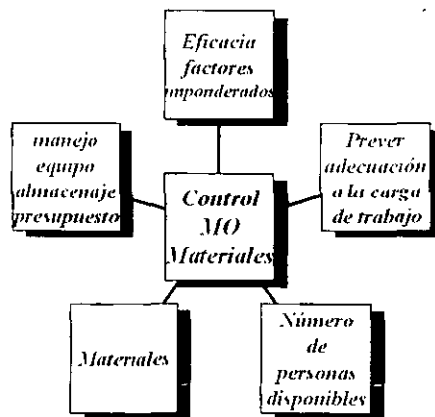 Eficacia
factores
imponderados
manejo
equipo
almacenaje
presupuesto
Prever
adecuación
a la carga
de trabajo
Control
MO
Materiales
Materiales
Número
de
personas
disponibles